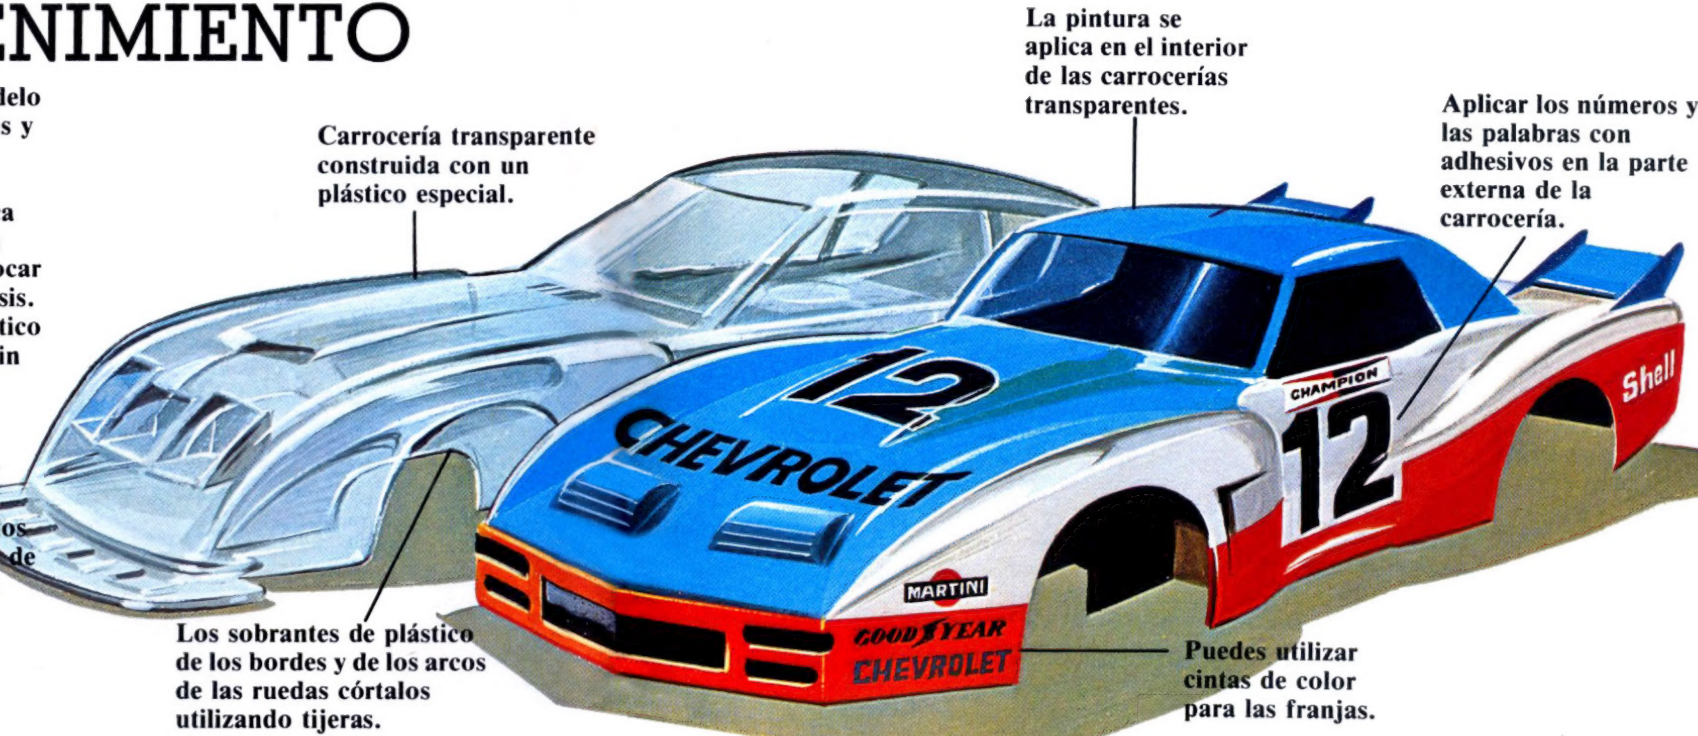 ENIMIENTO
delo
s y
a
ocar
sis.
tico
in
os
de
Carrocería transparente
construida con un
plástico especial.
La pintura se
aplica en el interior
de las carrocerías
transparentes.
Aplicar los números y
las palabras con
adhesivos en la parte
externa de la
carrocería.
12
CHEVROLET
CHAMPION
12
Shell
MARTINI
GOODYEAR
CHEVROLET
Los sobrantes de plástico
de los bordes y de los arcos
de las ruedas córtalos
utilizando tijeras.
Puedes utilizar
cintas de color
para las franjas.